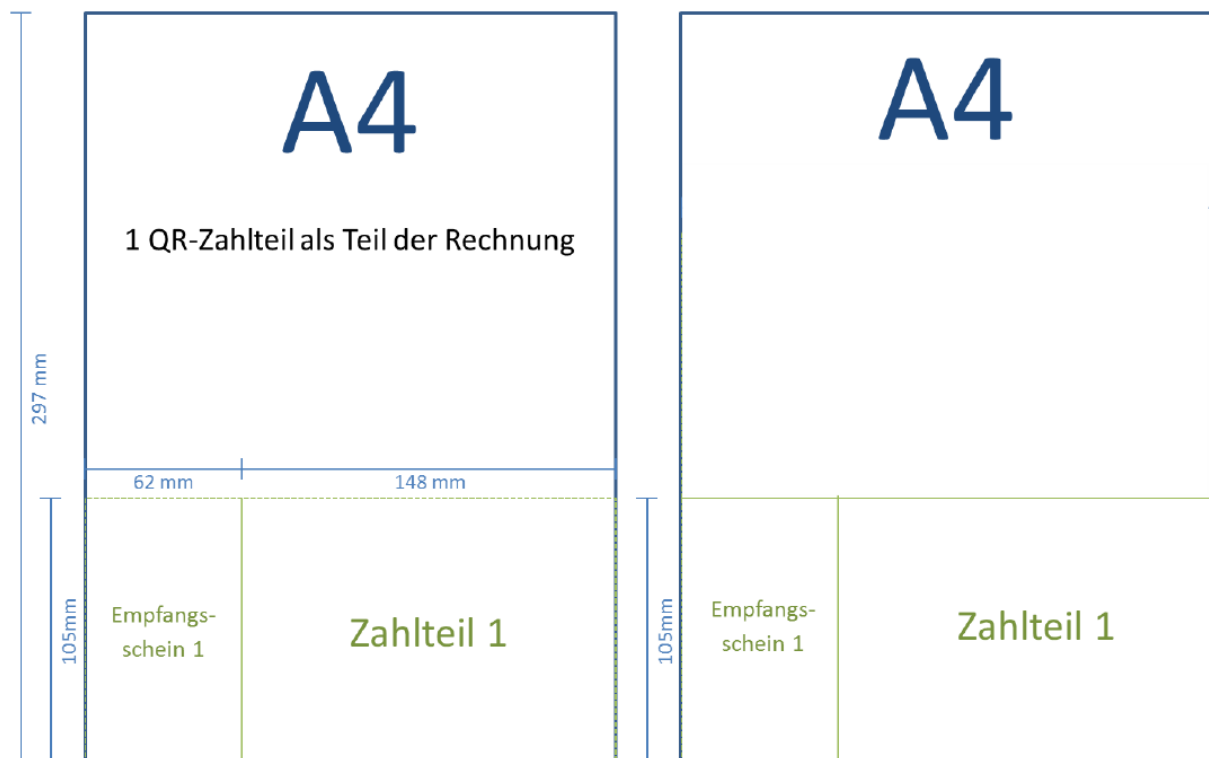 A4
1 QR-Zahlteil als Teil der Rechnung
297 mm
62 mm
148 mm
105mm
Empfangs-
schein 1
Zahlteil 1
A4
105mm
Empfangs-
schein 1
Zahlteil 1